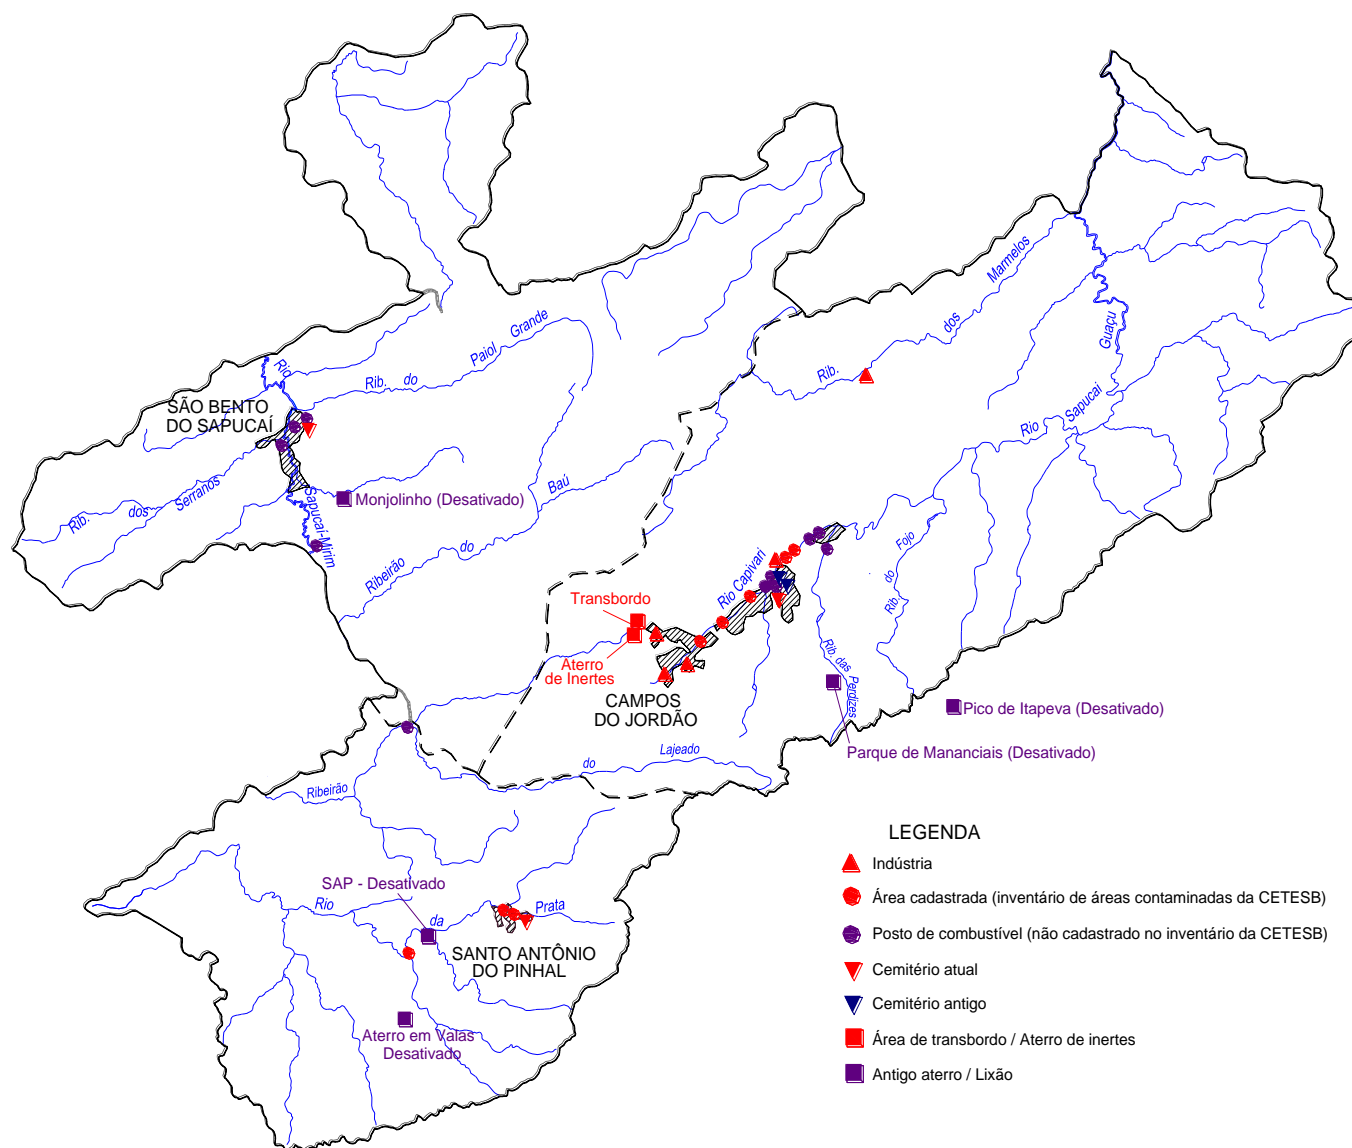 Marmelos
dos
Rib.
Guaçu
Sapucai
Rio
Grande
Paiol
do
Rib.
Rio
SÃO BENTO
DO SAPUCAÍ
Rib. dos Serranos
Sapucaí-Mirim
Monjolinho (Desativado)
Baú
do
Ribeirão
Rio Capivari
Rib. do Fojo
Transbordo
Aterro
de Inertes
CAMPOS
DO JORDÃO
Rib. das Perdizes
Pico de Itapeva (Desativado)
Parque de Mananciais (Desativado)
Lajeado
do
Ribeirão
SAP - Desativado
Rio
da
Prata
SANTO ANTÔNIO
DO PINHAL
Aterro em Valas
Desativado
LEGENDA
Indústria
Área cadastrada (inventário de áreas contaminadas da CETESB)
Posto de combustível (não cadastrado no inventário da CETESB)
Cemitério atual
Cemitério antigo
Área de transbordo / Aterro de inertes
Antigo aterro / Lixão